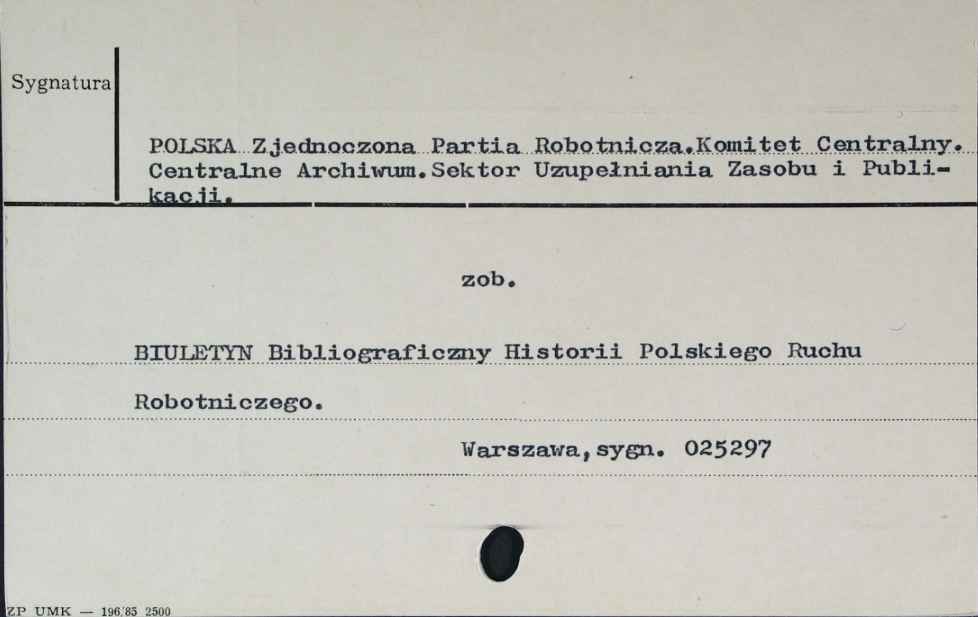 Sygnatura
POLSKA Zjednoczona Partia Robotnicza.Komitet Centralny.
Centralne Archiwum.Sektor Uzupełniania Zasobu i Publi-
kacji.
zob.
BIULETYN Bibliograficzny Historii Polskiego Ruchu
Robotniczego.
Warszawa,sygn. 025297
ZP UMK — 196/85 2500